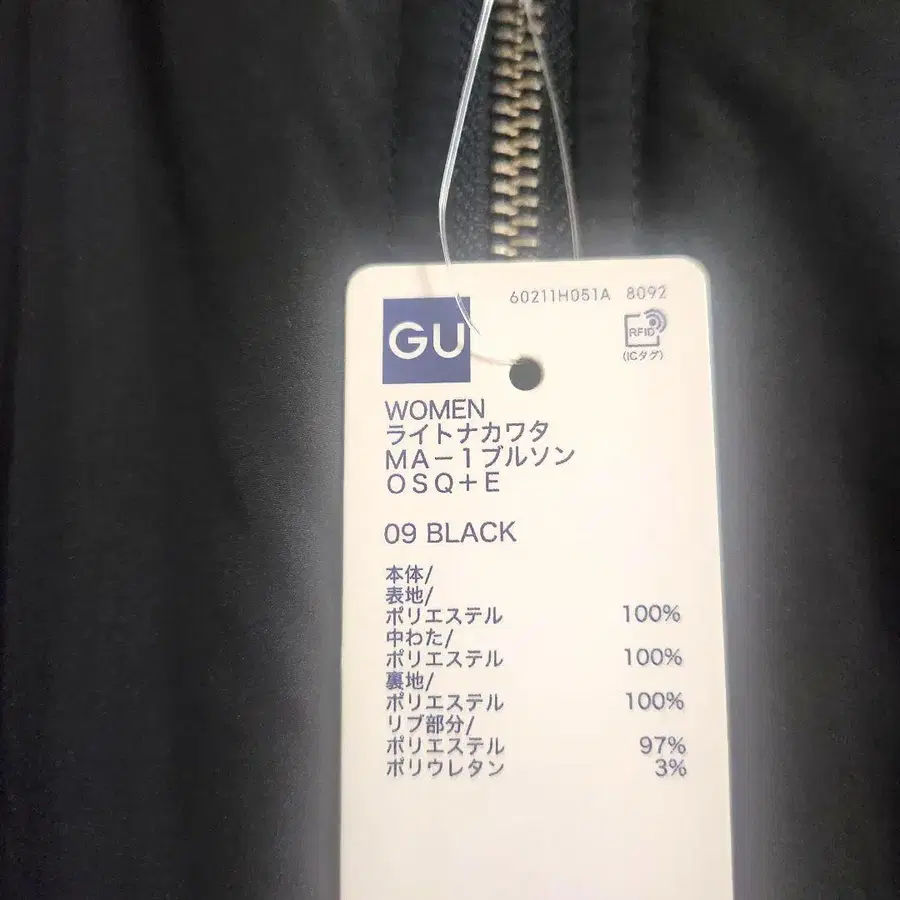 60211H051A 8092
GU
RFID
(ICタグ)
WOMEN
ライトナカワタ
MA－1ブルゾン
OSQ＋E
09 BLACK
本体/
表地/
ポリエステル 100%
中わた/
ポリエステル 100%
裏地/
ポリエステル 100%
リブ部分/
ポリエステル 97%
ポリウレタン 3%